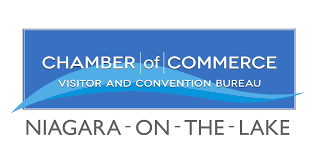 CHAMBER|of|COMMERCE
VISITOR AND CONVENTION BUREAU
NIAGARA-ON-THE-LAKE